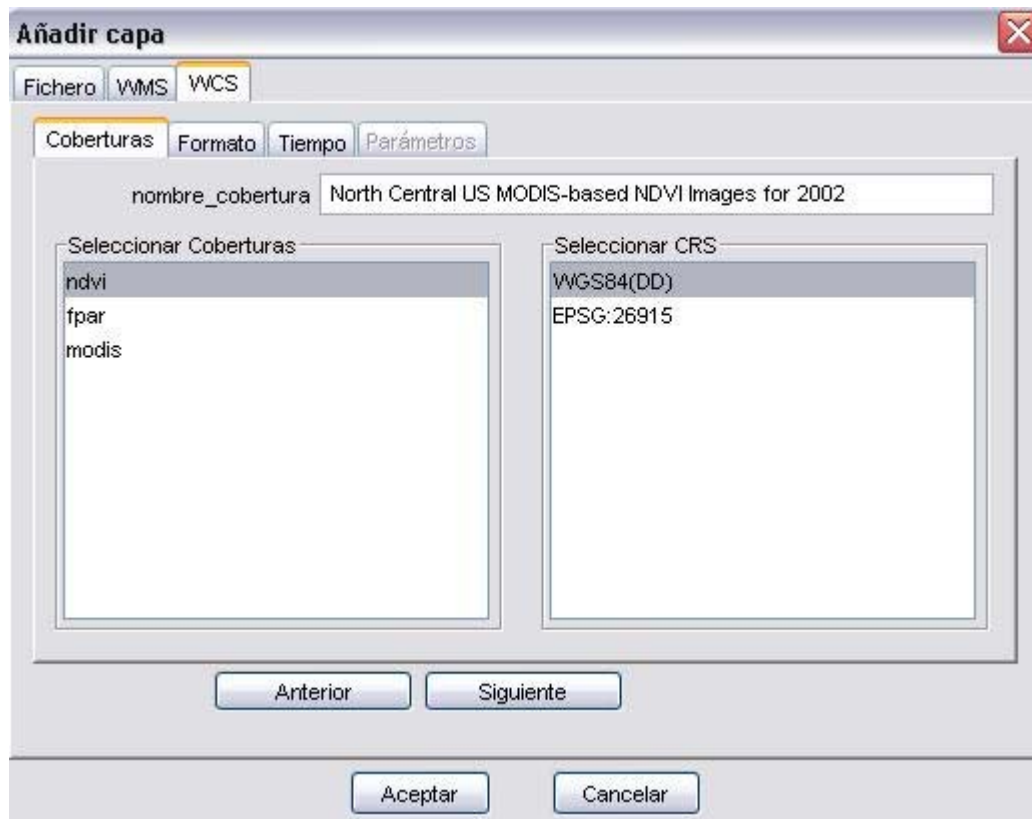 Añadir capa
Fichero WMS WCS
Coberturas Formato Tiempo Parámetros
nombre_cobertura North Central US MODIS-based NDVI Images for 2002
Seleccionar Coberturas
ndvi
fpar
modis
Seleccionar CRS
WGS84(DD)
EPSG:26915
Anterior Siguiente
Aceptar Cancelar